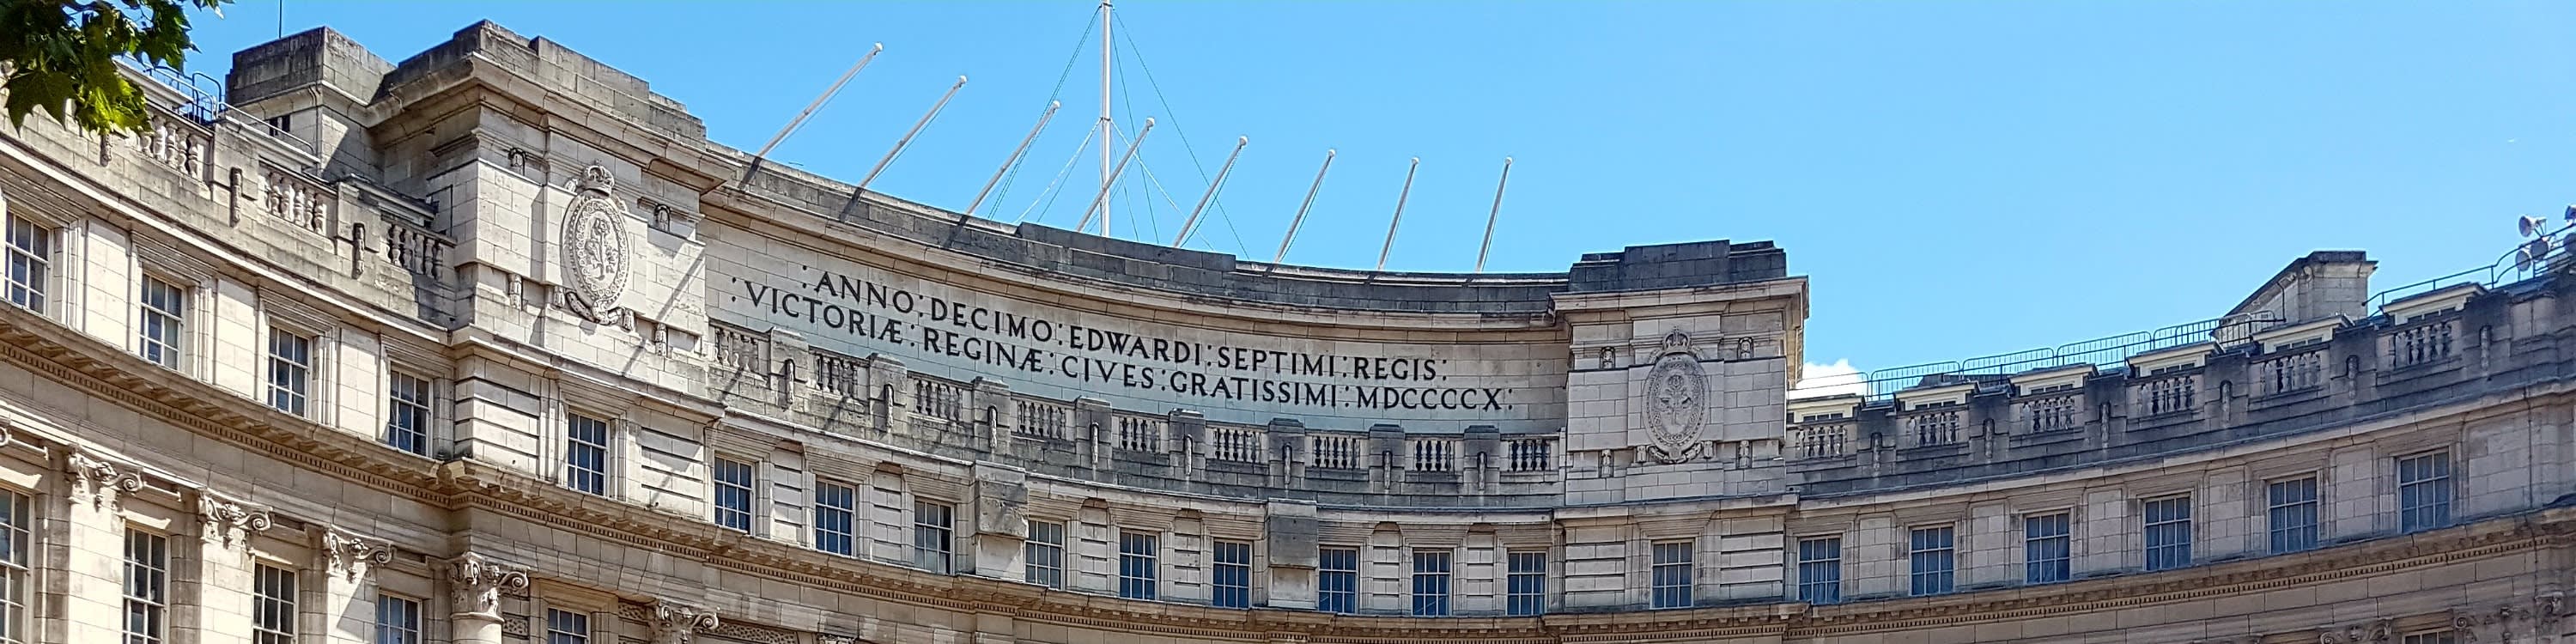 : ANNO : DECIMO : EDWARDI : SEPTIMI : REGIS :
: VICTORIÆ : REGINÆ : CIVES : GRATISSIMI : MDCCCCX :